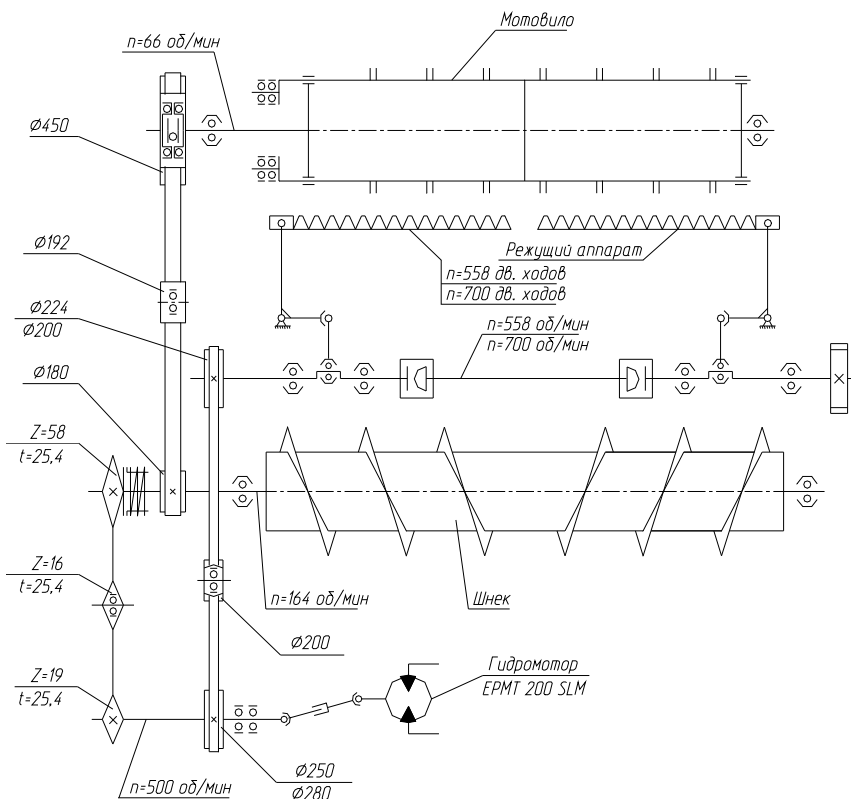 Мотовило
n=66 об/мин
Ø450
Ø192
Режущий аппарат
n=558 дв. ходов
n=700 дв. ходов
Ø224
Ø200
n=558 об/мин
n=700 об/мин
Ø180
Z=58
t=25,4
Z=16
t=25,4
n=164 об/мин
Шнек
Ø200
Z=19
t=25,4
Гидромотор
EPMT 200 SLM
Ø250
Ø280
n=500 об/мин